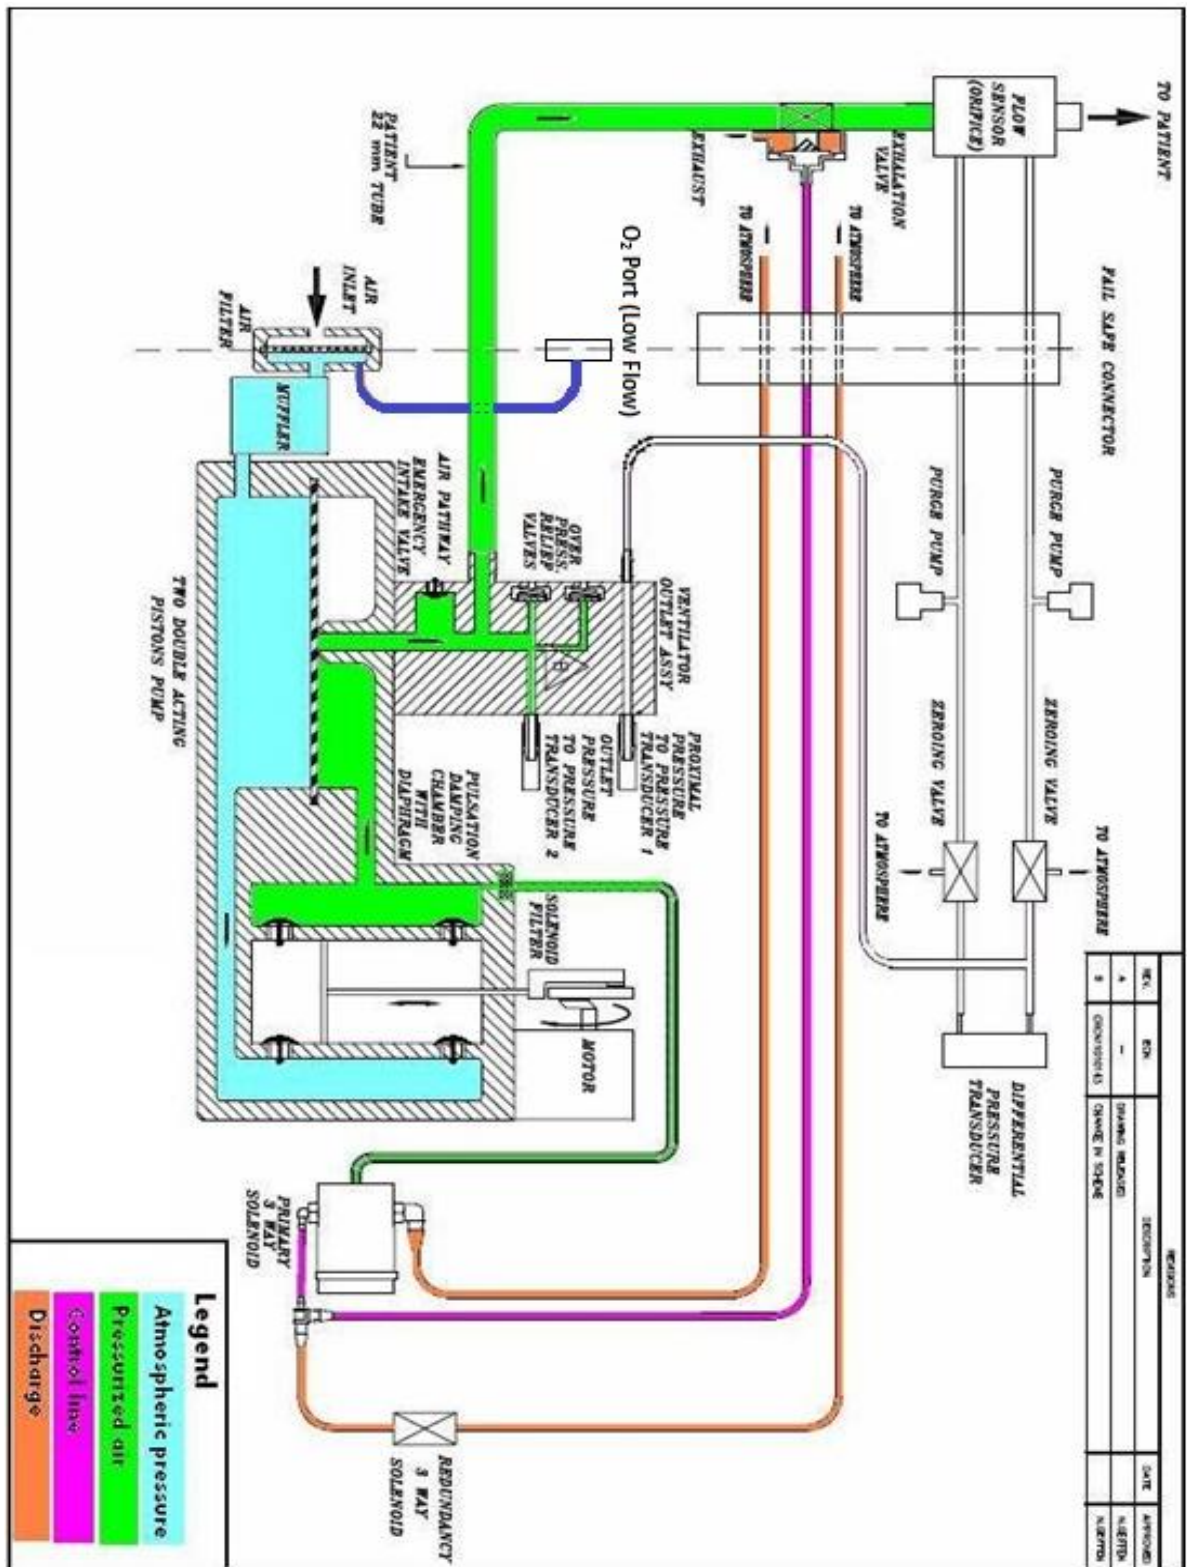 TO PATIENT
FLOW
SENSOR
(ORIFICE)
EXHALATION
VALVE
EXHAUST
PATIENT
22 mm TUBE
TO ATMOSPHERE
TO ATMOSPHERE
FAIL SAFE CONNECTOR
O₂ Port (Low Flow)
AIR
INLET
AIR
FILTER
MUFFLER
AIR PATHWAY
EMERGENCY
INTAKE VALVE
OVER
PRESS.
RELIEF
VALVES
VENTILATOR
OUTLET ASSY
PURGE PUMP
PURGE PUMP
TWO DOUBLE ACTING
PISTONS PUMP
PROXIMAL
PRESSURE
TO PRESSURE
TRANSDUCER 1
OUTLET
PRESSURE
TO PRESSURE
TRANSDUCER 2
PULSATION
DAMPING
CHAMBER
WITH
DIAPHRAGM
ZEROING VALVE
ZEROING VALVE
TO ATMOSPHERE
TO ATMOSPHERE
SOLENOID
FILTER
MOTOR
DIFFERENTIAL
PRESSURE
TRANSDUCER
PRIMARY
3 WAY
SOLENOID
REDUNDANCY
3 WAY
SOLENOID
REVISIONS
REV. ECN DESCRIPTION DATE APPROVED
A — DRAWING RELEASED
B CHANGE IN SCHEME
Legend
Atmospheric pressure
Pressurized air
Control line
Discharge